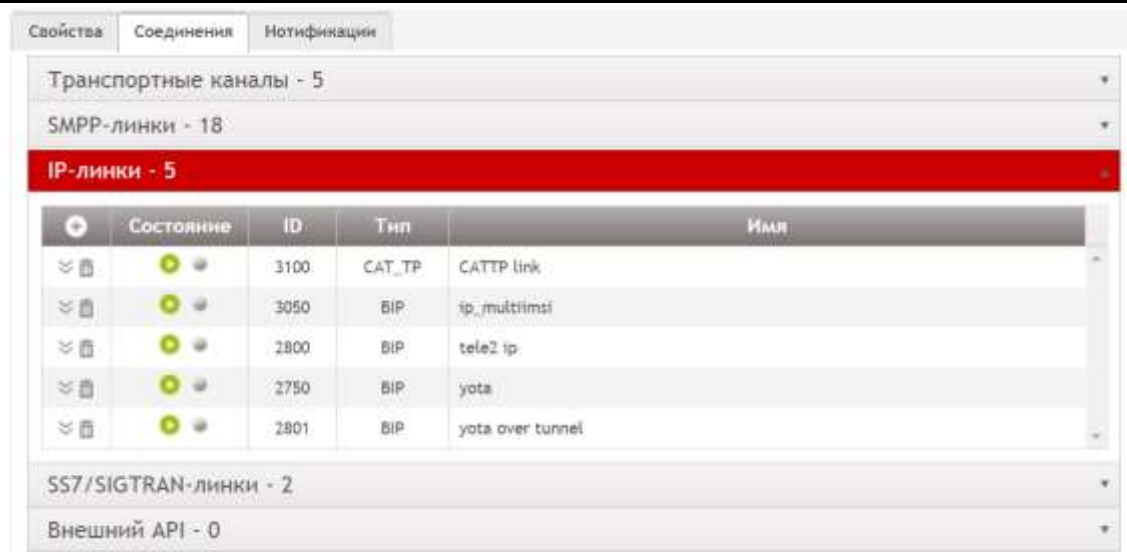 Свойства Соединения Нотификации
Транспортные каналы - 5
SMPP-линки - 18
IP-линки - 5
Состояние ID Тип Имя
3100 CAT_TP CATTP link
3050 BIP ip_multiimsi
2800 BIP tele2 ip
2750 BIP yota
2801 BIP yota over tunnel
SS7/SIGTRAN-линки - 2
Внешний API - 0